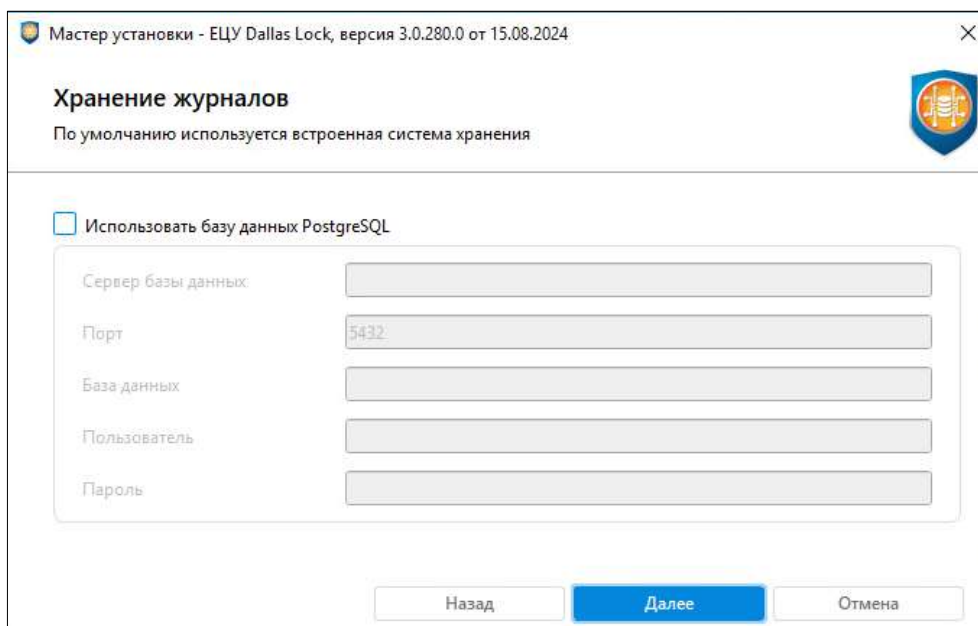 Мастер установки - ЕЦУ Dallas Lock, версия 3.0.280.0 от 15.08.2024
Хранение журналов
По умолчанию используется встроенная система хранения
Использовать базу данных PostgreSQL
Сервер базы данных
Порт 5432
База данных
Пользователь
Пароль
Назад Далее Отмена